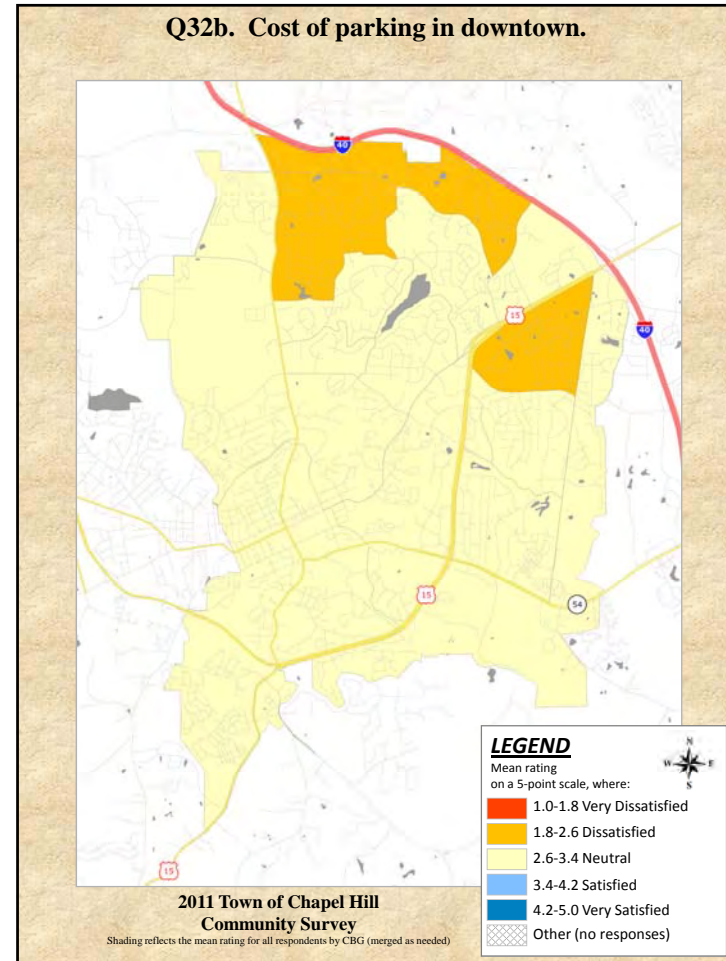 Q32b. Cost of parking in downtown.
40
15
40
15
54
15
LEGEND
Mean rating
on a 5-point scale, where:
N
W E
S
1.0-1.8 Very Dissatisfied
1.8-2.6 Dissatisfied
2.6-3.4 Neutral
3.4-4.2 Satisfied
4.2-5.0 Very Satisfied
Other (no responses)
2011 Town of Chapel Hill
Community Survey
Shading reflects the mean rating for all respondents by CBG (merged as needed)